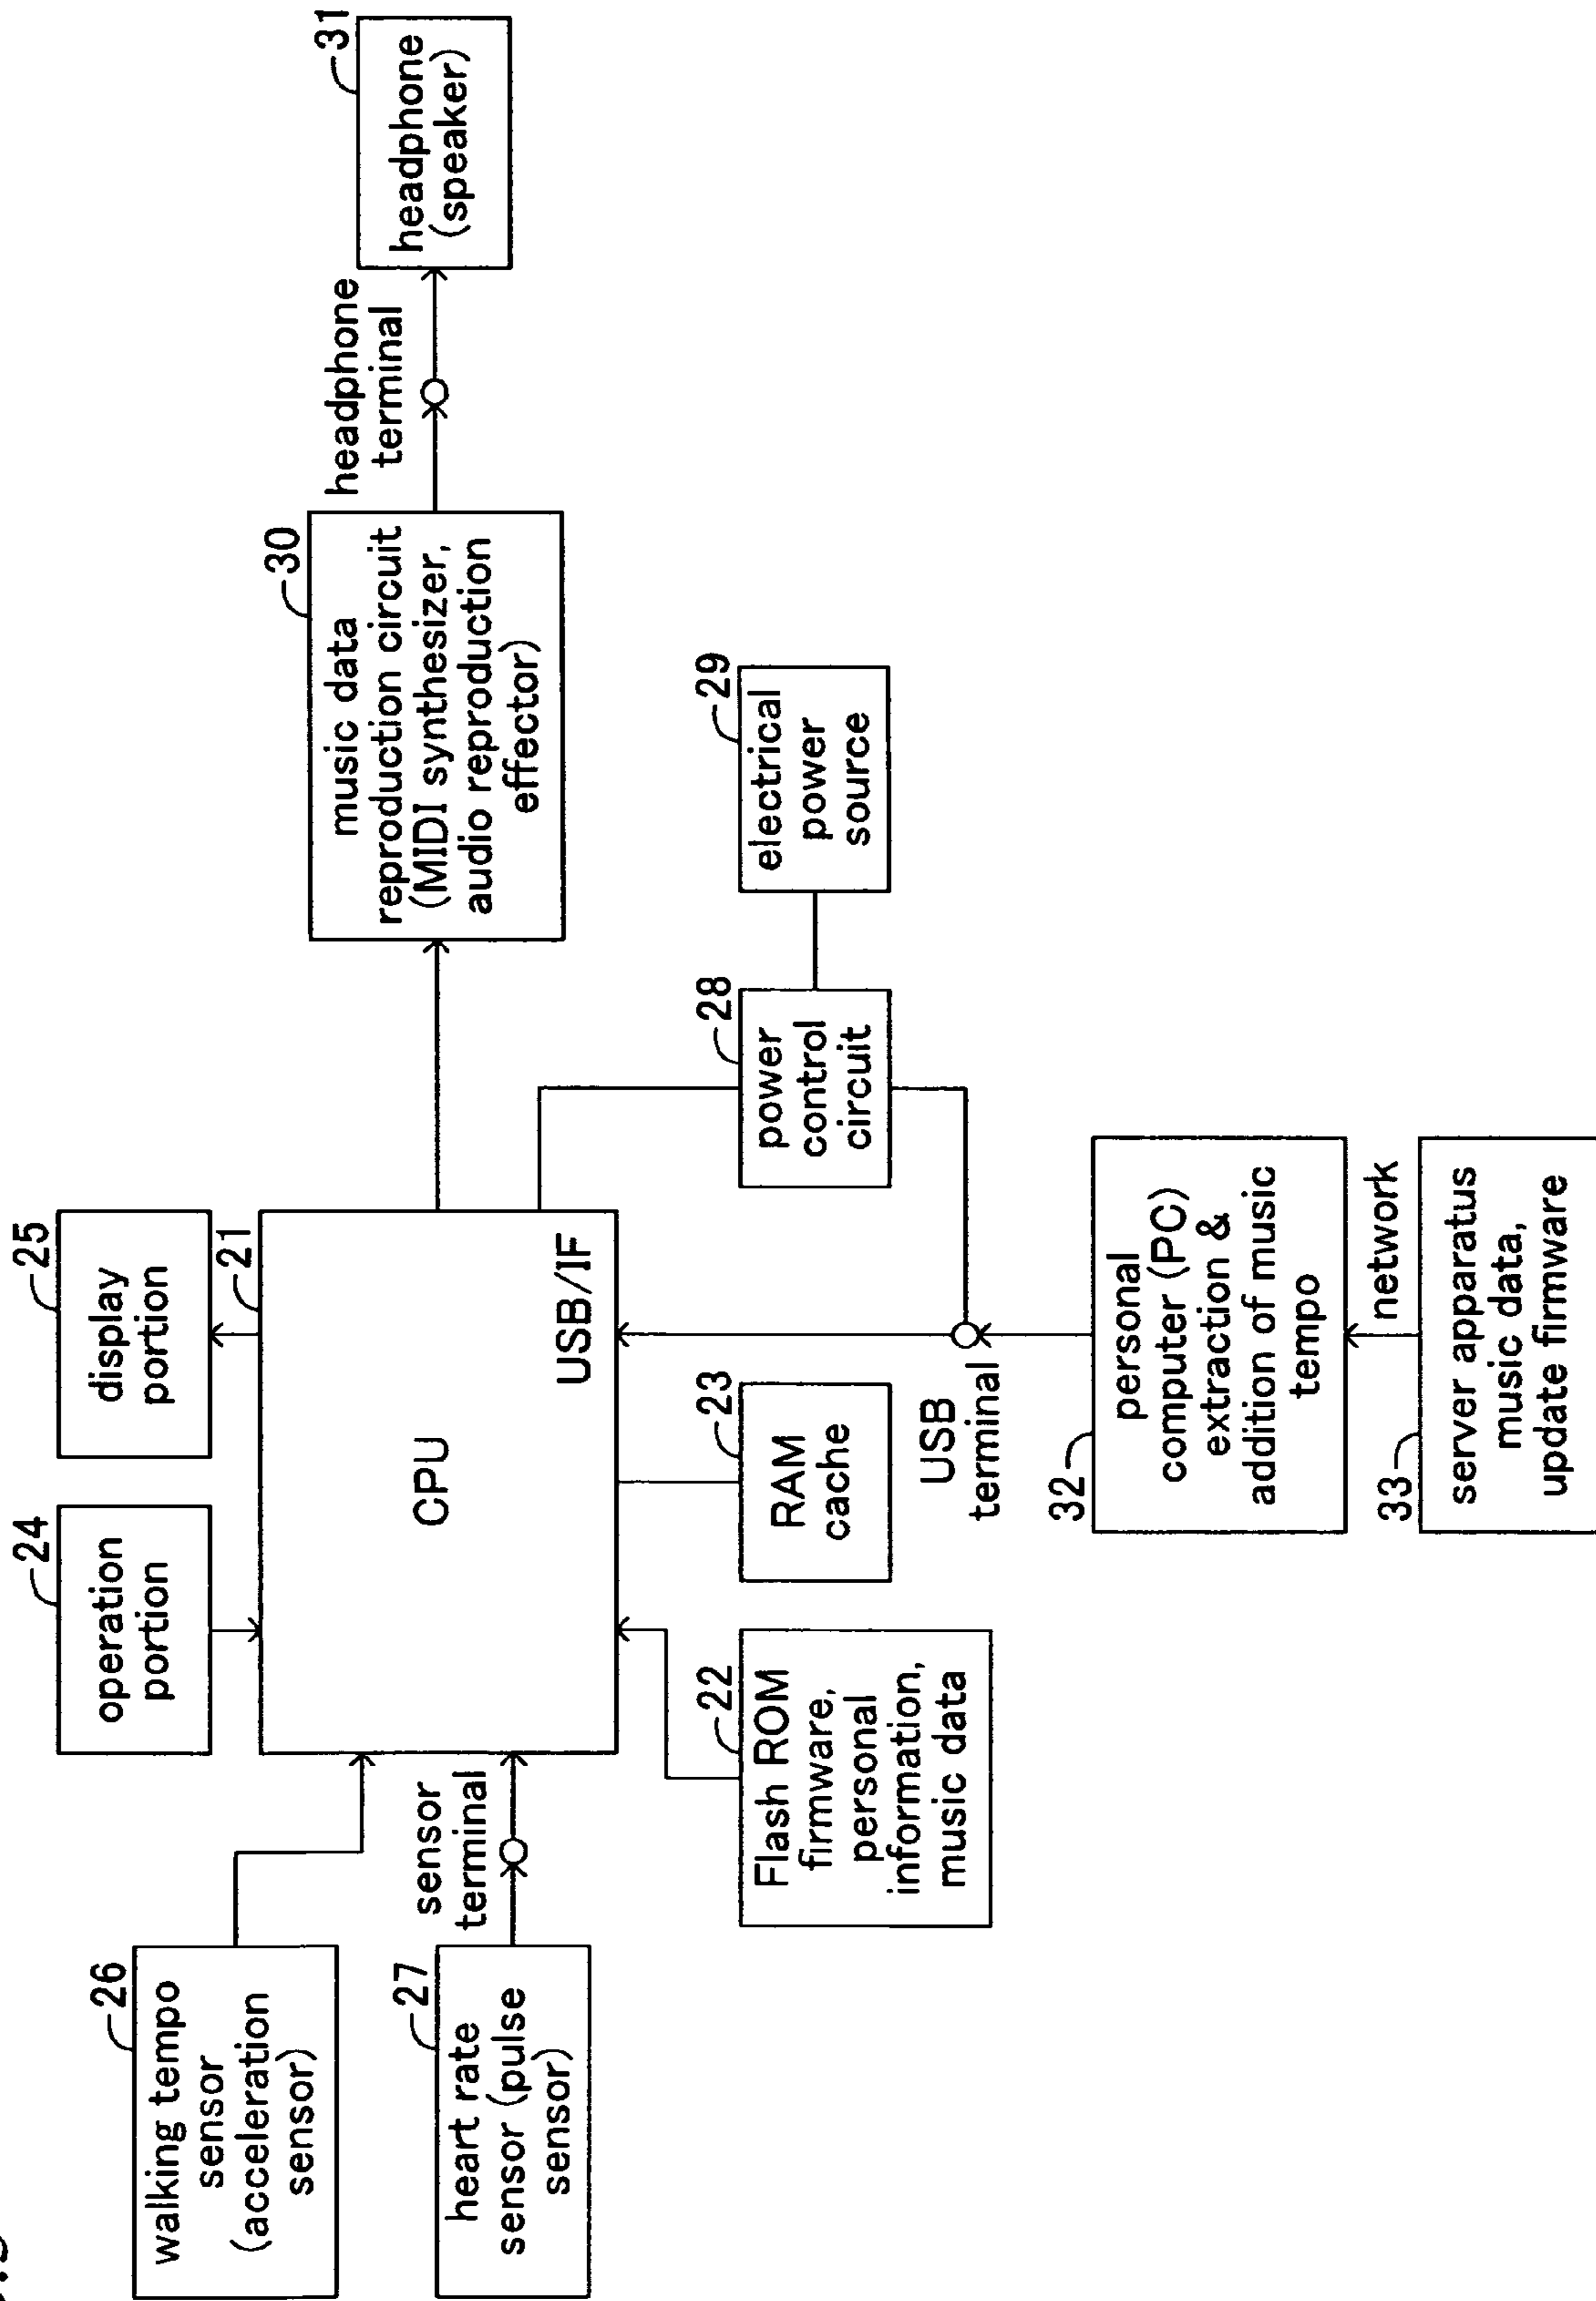 24
operation
portion
25
display
portion
21
26
walking tempo
sensor
(acceleration
sensor)
27
heart rate
sensor (pulse
sensor)
sensor
terminal
CPU
USB/IF
30
music data
reproduction circuit
(MIDI synthesizer,
audio reproduction
effector)
headphone
terminal
31
headphone
(speaker)
22
Flash ROM
firmware,
personal
information,
music data
23
RAM
cache
USB
terminal
28
power
control
circuit
29
electrical
power
source
32
personal
computer (PC)
extraction &
addition of music
tempo
network
33
server apparatus
music data,
update firmware